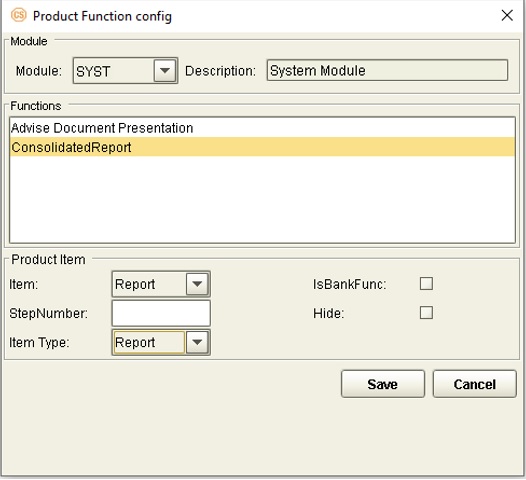 CS Product Function config
Module
Module: SYST Description: System Module
Functions
Advise Document Presentation
ConsolidatedReport
Product Item
Item: Report IsBankFunc:
StepNumber: Hide:
Item Type: Report
Save Cancel